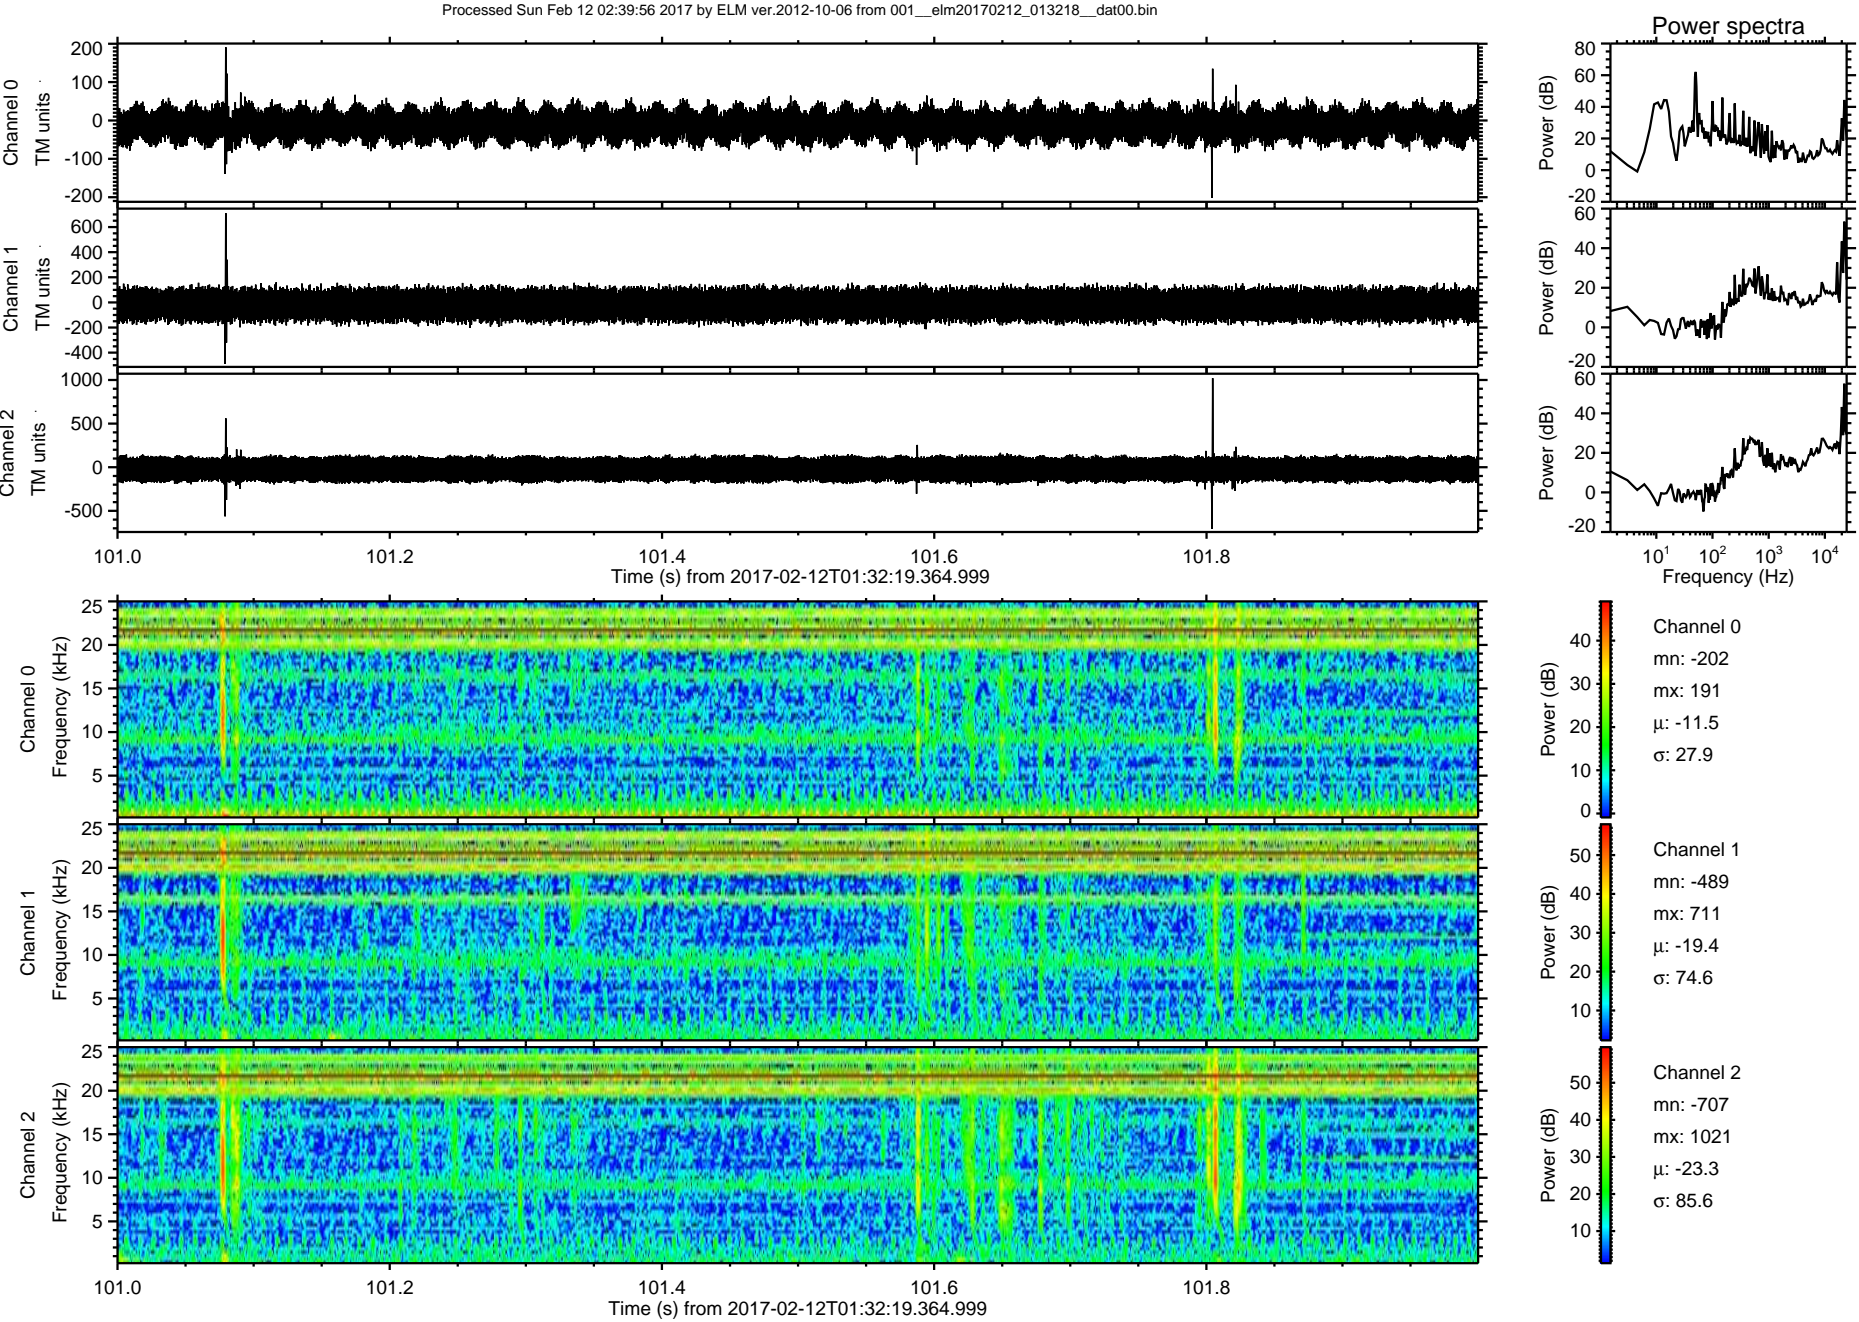 Processed Sun Feb 12 02:39:56 2017 by ELM ver.2012-10-06 from 001__elm20170212_013218__dat00.bin
Power spectra
Channel 0
TM units
200
100
0
-100
-200
Power (dB)
80
60
40
20
0
-20
Channel 1
TM units
600
400
200
0
-200
-400
Power (dB)
60
40
20
0
-20
Channel 2
TM units
1000
500
0
-500
Power (dB)
60
40
20
0
-20
101.0 101.2 101.4 101.6 101.8
Time (s) from 2017-02-12T01:32:19.364.999
10¹ 10² 10³ 10⁴
Frequency (Hz)
Channel 0
Frequency (kHz)
25
20
15
10
5
Power (dB)
40
30
20
10
0
Channel 0
mn: -202
mx: 191
μ: -11.5
σ: 27.9
Channel 1
Frequency (kHz)
25
20
15
10
5
Power (dB)
50
40
30
20
10
Channel 1
mn: -489
mx: 711
μ: -19.4
σ: 74.6
Channel 2
Frequency (kHz)
25
20
15
10
5
Power (dB)
50
40
30
20
10
Channel 2
mn: -707
mx: 1021
μ: -23.3
σ: 85.6
101.0 101.2 101.4 101.6 101.8
Time (s) from 2017-02-12T01:32:19.364.999